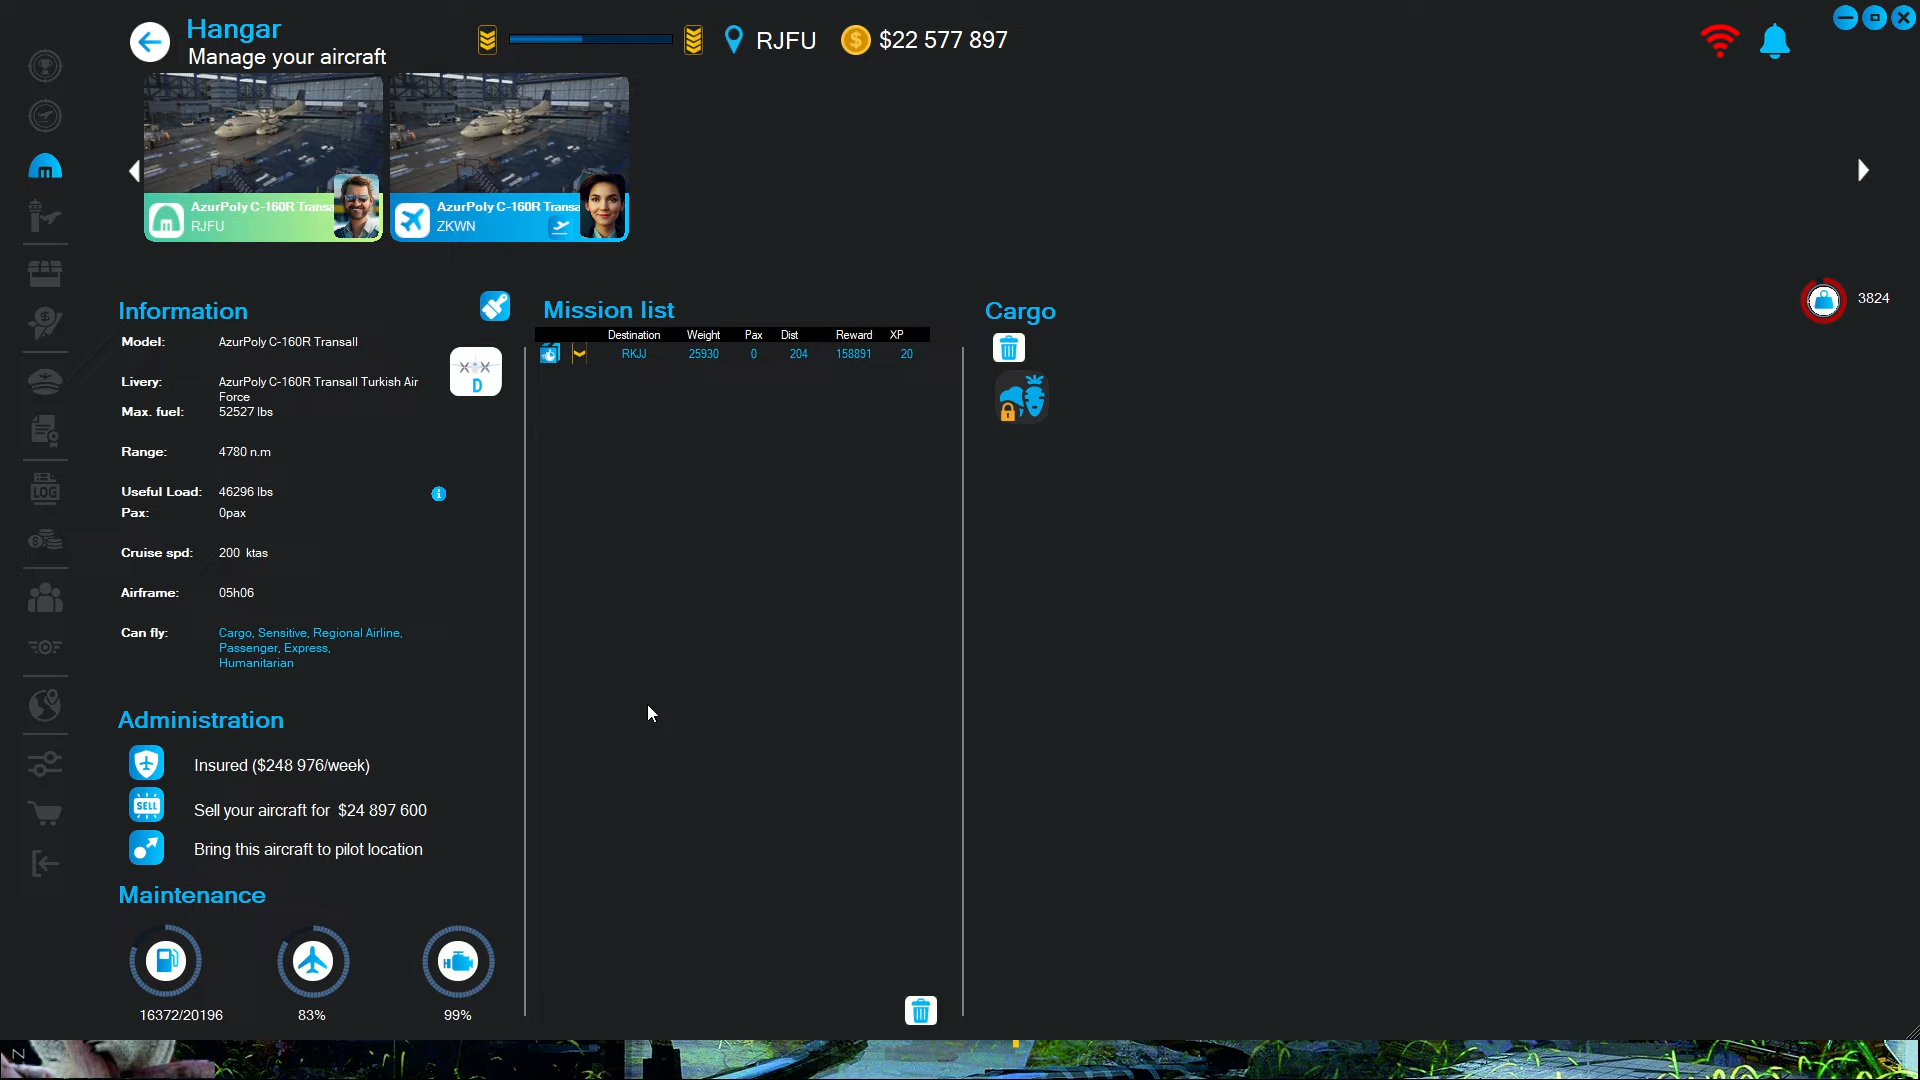 Hangar
Manage your aircraft
RJFU
$22 577 897
AzurPoly C-160R Transa
RJFU
AzurPoly C-160R Transa
ZKWN
3824
Information
Model: AzurPoly C-160R Transall
Livery: AzurPoly C-160R Transall Turkish Air
Force
Max. fuel: 52527 lbs
Range: 4780 n.m
Useful Load: 46296 lbs
Pax: 0pax
Cruise spd: 200 ktas
Airframe: 05h06
Can fly: Cargo, Sensitive, Regional Airline,
Passenger, Express,
Humanitarian
D
Mission list
Destination Weight Pax Dist Reward XP
RKJJ 25930 0 204 158891 20
Cargo
Administration
Insured ($248 976/week)
SELL
Sell your aircraft for $24 897 600
Bring this aircraft to pilot location
Maintenance
16372/20196
83%
99%
LOG